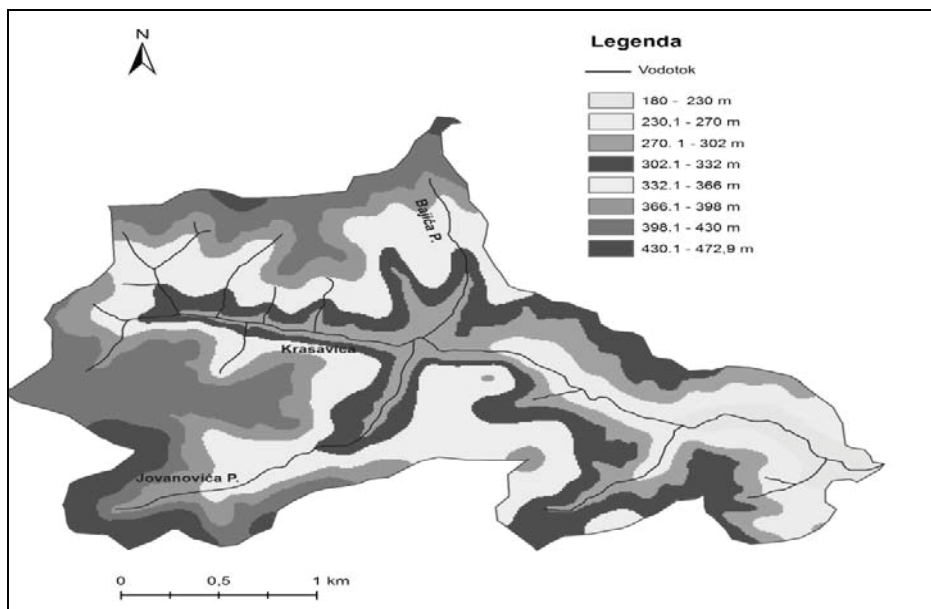 N
Legenda
Vodotok
180 - 230 m
230,1 - 270 m
270. 1 - 302 m
302.1 - 332 m
332.1 - 366 m
366.1 - 398 m
398.1 - 430 m
430.1 - 472,9 m
Bajića P.
Krasavica
Jovanovića P.
0 0,5 1 km